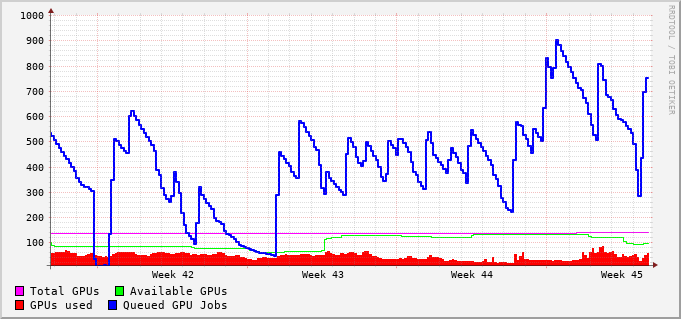 1000
900
800
700
600
500
400
300
200
100
Week 42 Week 43 Week 44 Week 45
Total GPUs Available GPUs
GPUs used Queued GPU Jobs
RRDTOOL / TOBI OETIKER